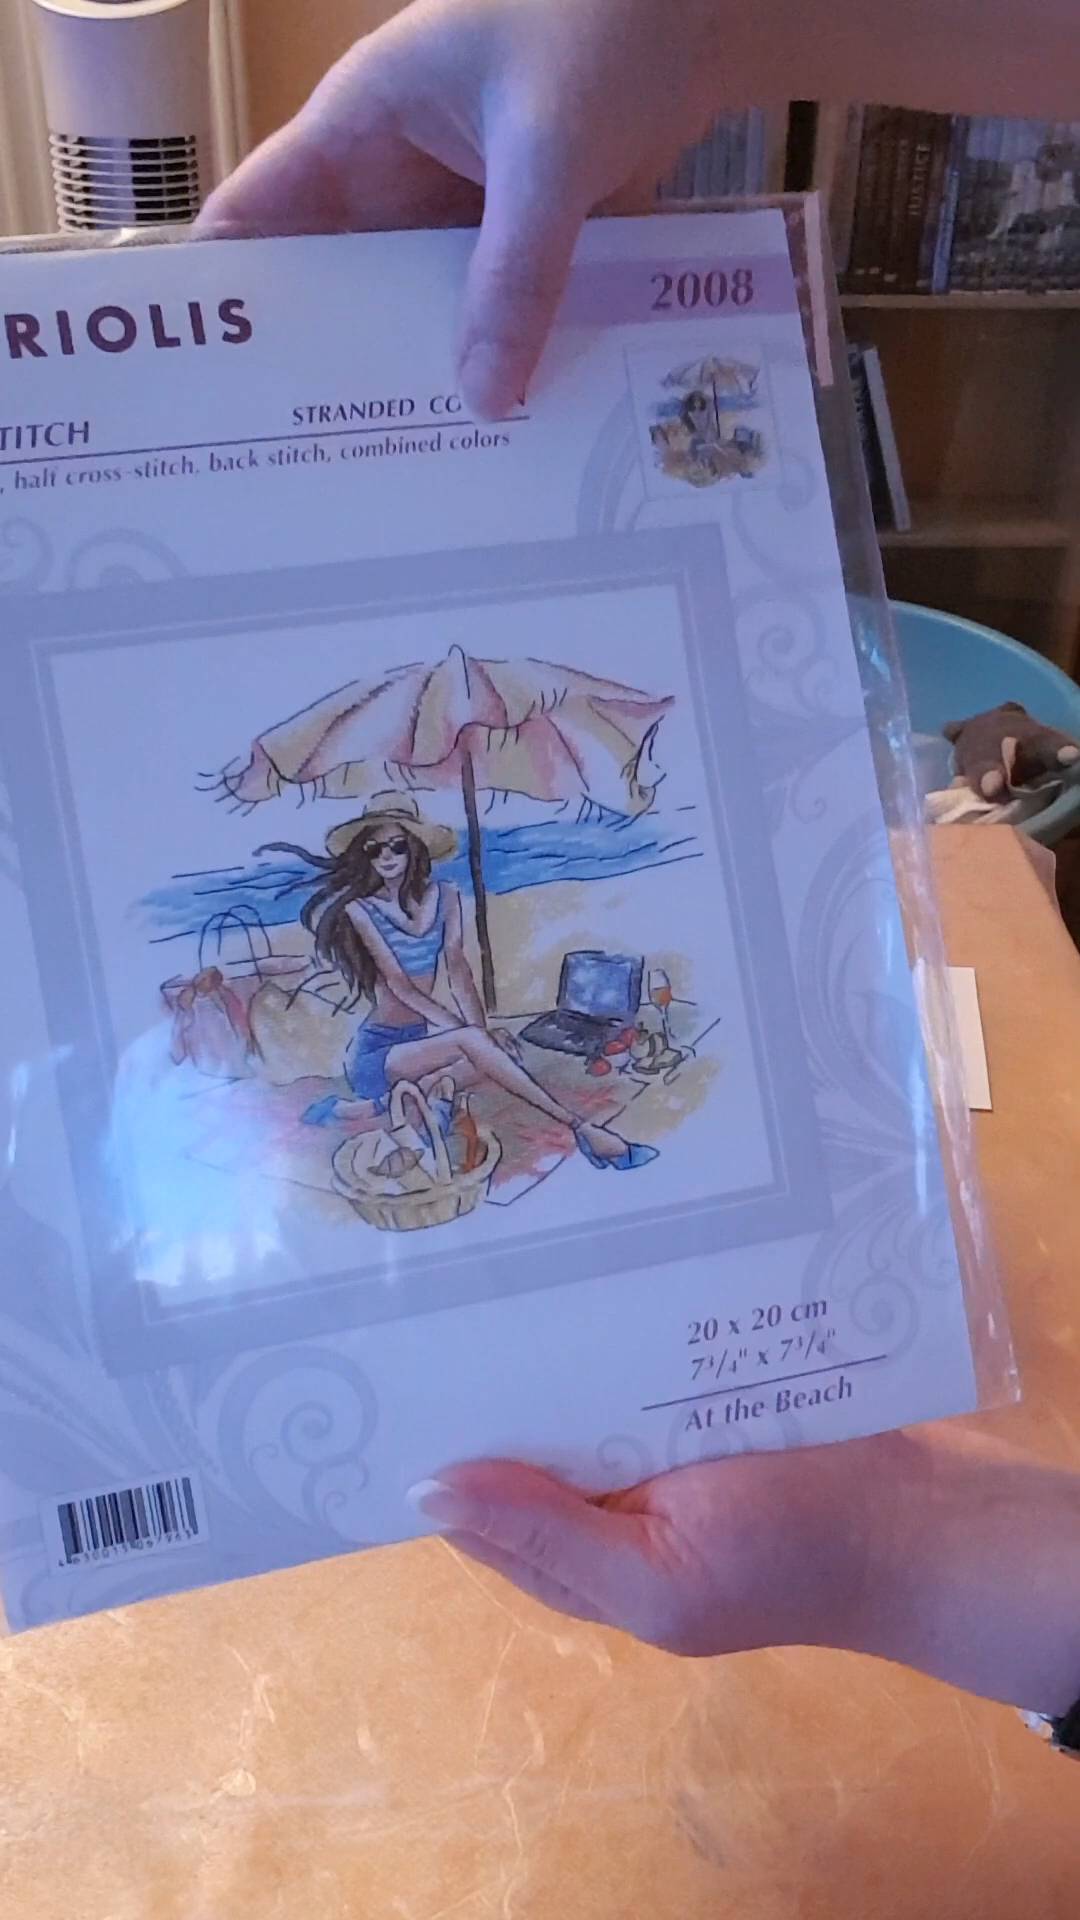 RIOLIS
2008
TITCH
STRANDED CO N
, half cross-stitch, back stitch, combined colors
20 x 20 cm
7³/₄" x 7³/₄"
At the Beach